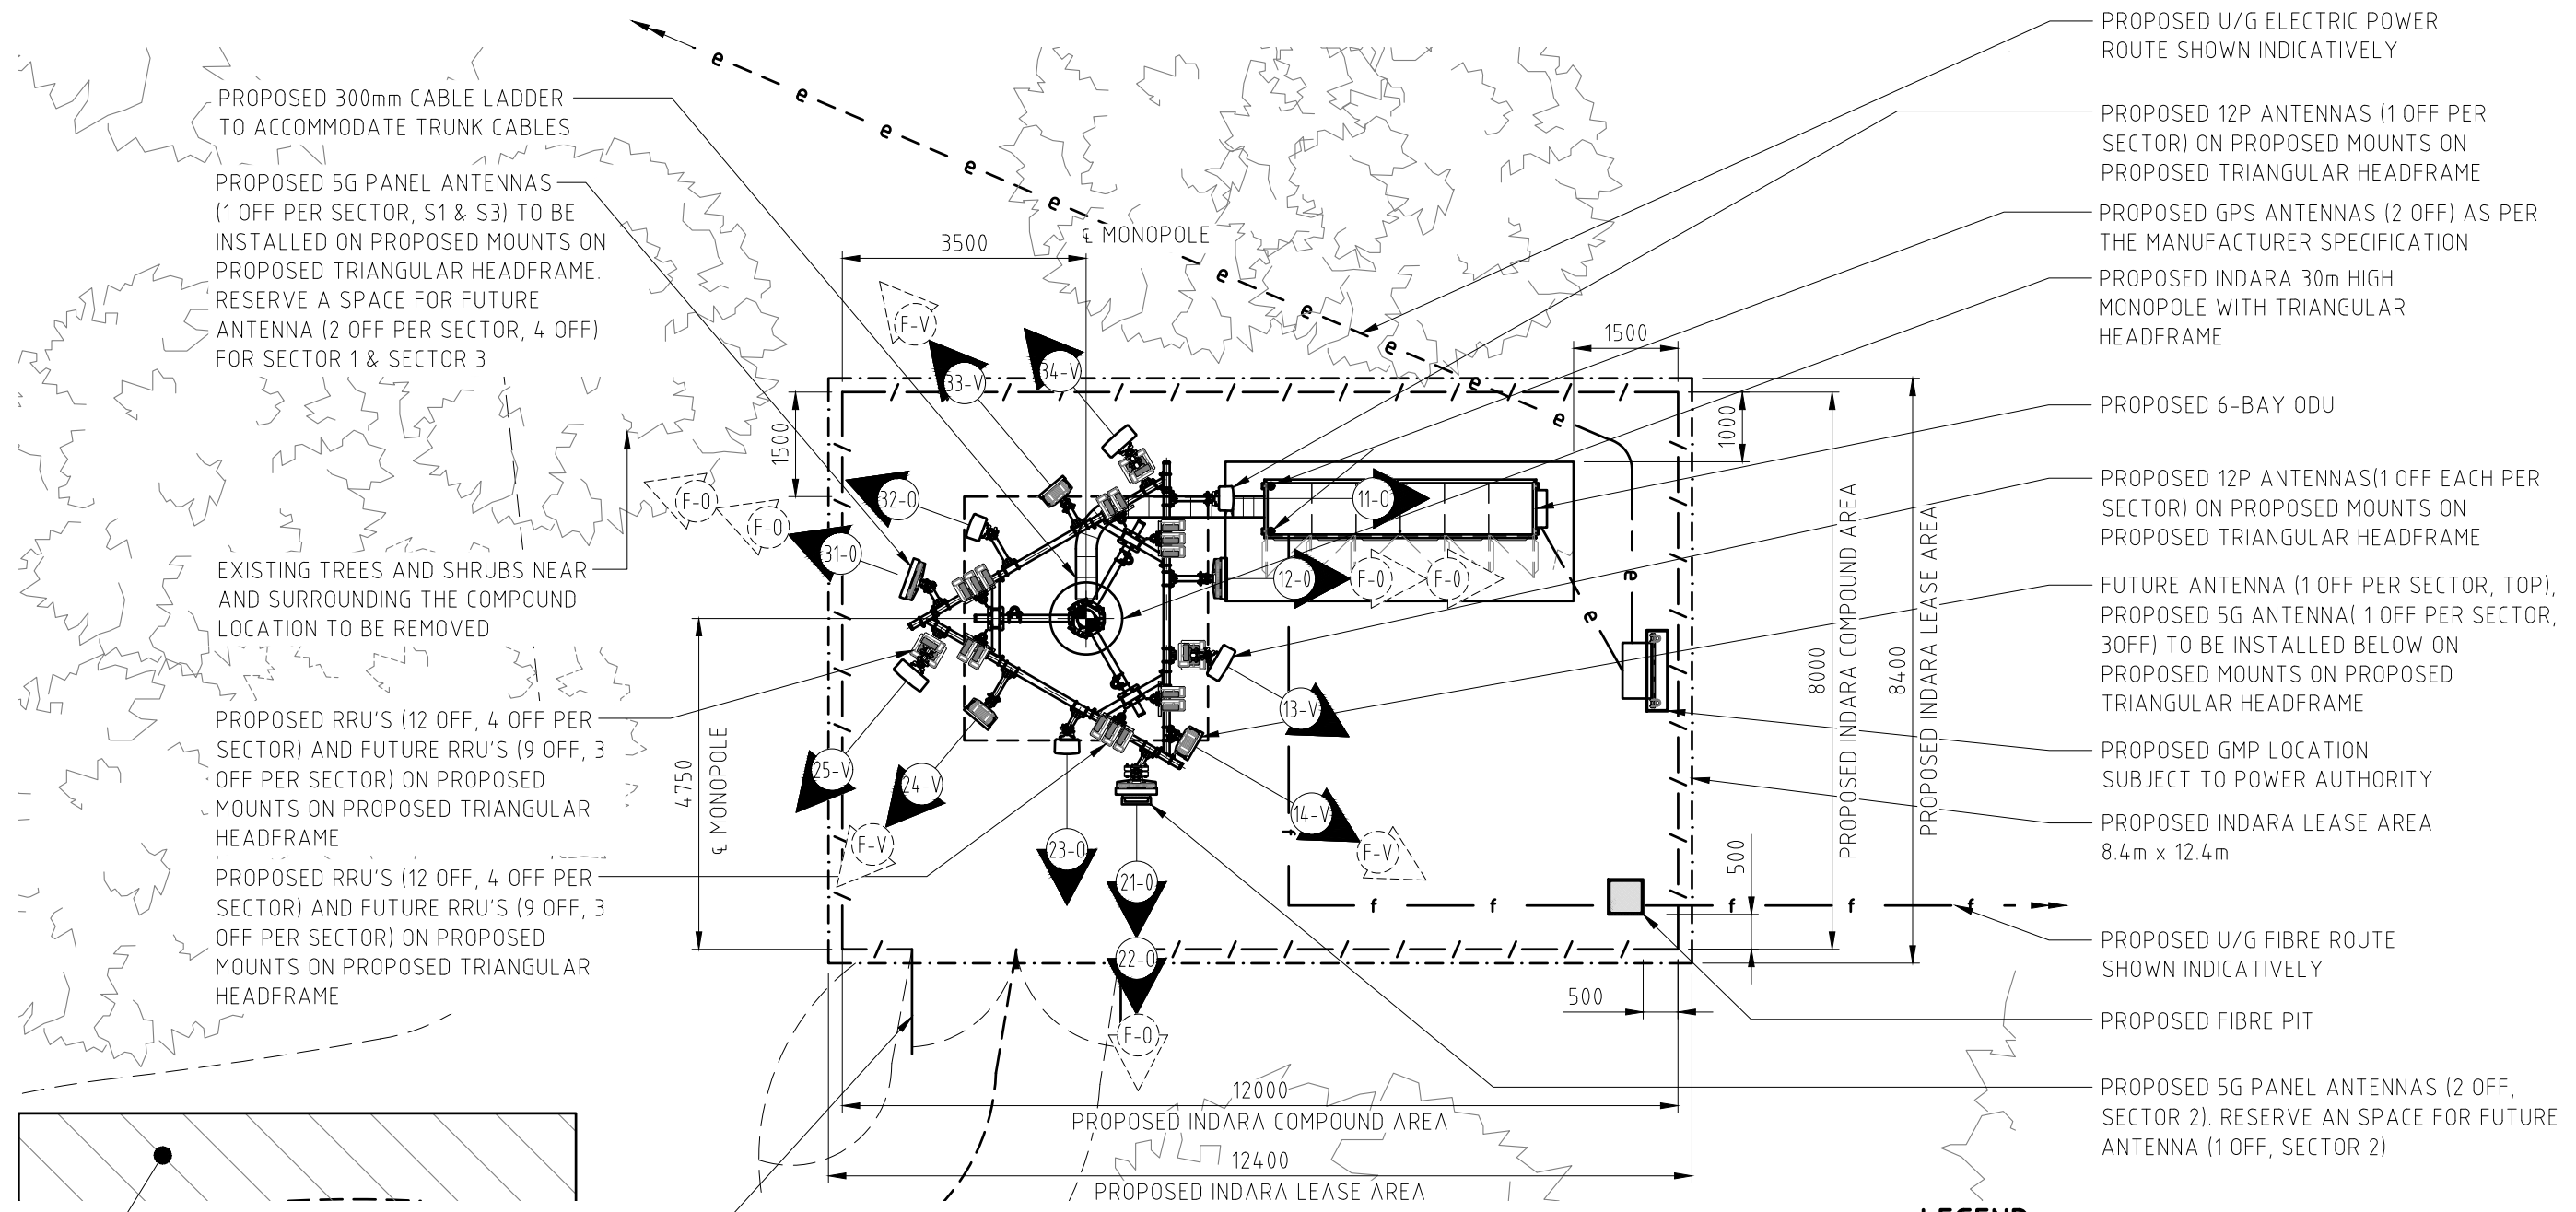 PROPOSED 300mm CABLE LADDER
TO ACCOMMODATE TRUNK CABLES
PROPOSED 5G PANEL ANTENNAS
(1 OFF PER SECTOR, S1 & S3) TO BE
INSTALLED ON PROPOSED MOUNTS ON
PROPOSED TRIANGULAR HEADFRAME.
RESERVE A SPACE FOR FUTURE
ANTENNA (2 OFF PER SECTOR, 4 OFF)
FOR SECTOR 1 & SECTOR 3
EXISTING TREES AND SHRUBS NEAR
AND SURROUNDING THE COMPOUND
LOCATION TO BE REMOVED
PROPOSED RRU'S (12 OFF, 4 OFF PER
SECTOR) AND FUTURE RRU'S (9 OFF, 3
OFF PER SECTOR) ON PROPOSED
MOUNTS ON PROPOSED TRIANGULAR
HEADFRAME
PROPOSED RRU'S (12 OFF, 4 OFF PER
SECTOR) AND FUTURE RRU'S (9 OFF, 3
OFF PER SECTOR) ON PROPOSED
MOUNTS ON PROPOSED TRIANGULAR
HEADFRAME
e
e
e
e
e
e
e
e
e
e
e
e
3500
℄ MONOPOLE
1500
1500
1000
F-V
33-V
34-V
32-0
F-0
F-0
31-0
11-0
12-0
F-0
F-0
13-V
14-V
F-V
25-V
24-V
F-V
23-0
21-0
22-0
F-0
4750
℄ MONOPOLE
8000
PROPOSED INDARA COMPOUND AREA
8400
PROPOSED INDARA LEASE AREA
500
500
f
f
f
f
f
f
12000
PROPOSED INDARA COMPOUND AREA
12400
PROPOSED INDARA LEASE AREA
PROPOSED U/G ELECTRIC POWER
ROUTE SHOWN INDICATIVELY
PROPOSED 12P ANTENNAS (1 OFF PER
SECTOR) ON PROPOSED MOUNTS ON
PROPOSED TRIANGULAR HEADFRAME
PROPOSED GPS ANTENNAS (2 OFF) AS PER
THE MANUFACTURER SPECIFICATION
PROPOSED INDARA 30m HIGH
MONOPOLE WITH TRIANGULAR
HEADFRAME
PROPOSED 6-BAY ODU
PROPOSED 12P ANTENNAS(1 OFF EACH PER
SECTOR) ON PROPOSED MOUNTS ON
PROPOSED TRIANGULAR HEADFRAME
FUTURE ANTENNA (1 OFF PER SECTOR, TOP),
PROPOSED 5G ANTENNA( 1 OFF PER SECTOR,
3OFF) TO BE INSTALLED BELOW ON
PROPOSED MOUNTS ON PROPOSED
TRIANGULAR HEADFRAME
PROPOSED GMP LOCATION
SUBJECT TO POWER AUTHORITY
PROPOSED INDARA LEASE AREA
8.4m x 12.4m
PROPOSED U/G FIBRE ROUTE
SHOWN INDICATIVELY
PROPOSED FIBRE PIT
PROPOSED 5G PANEL ANTENNAS (2 OFF,
SECTOR 2). RESERVE AN SPACE FOR FUTURE
ANTENNA (1 OFF, SECTOR 2)
LEGEND